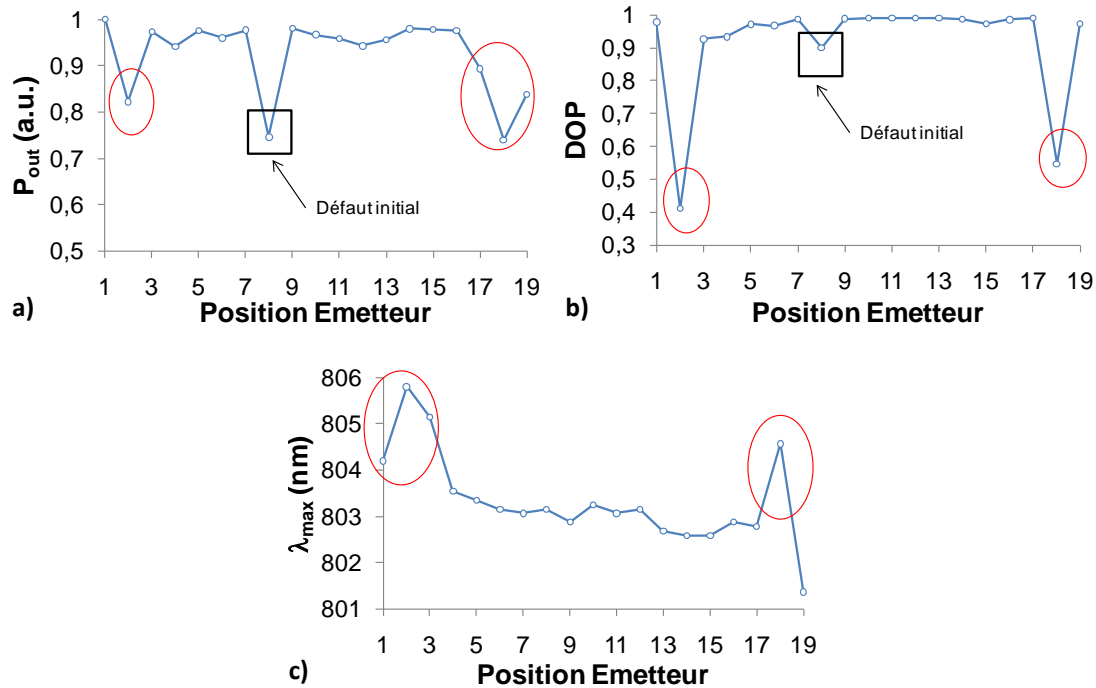 1
0,9
0,8
0,7
0,6
0,5
P_out (a.u.)
Défaut initial
1 3 5 7 9 11 13 15 17 19
a) Position Emetteur
1
0,9
0,8
0,7
0,6
0,5
0,4
0,3
DOP
Défaut initial
1 3 5 7 9 11 13 15 17 19
b) Position Emetteur
806
805
804
803
802
801
λmax (nm)
1 3 5 7 9 11 13 15 17 19
c) Position Emetteur